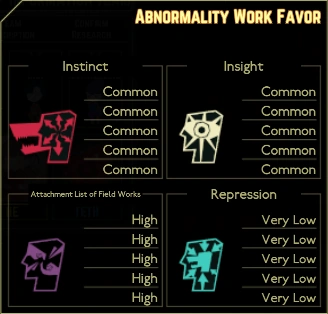 Abnormality Work Favor
Instinct
Common
Common
Common
Common
Common
Insight
Common
Common
Common
Common
Common
Attachment List of Field Works
High
High
High
High
High
Repression
Very Low
Very Low
Very Low
Very Low
Very Low